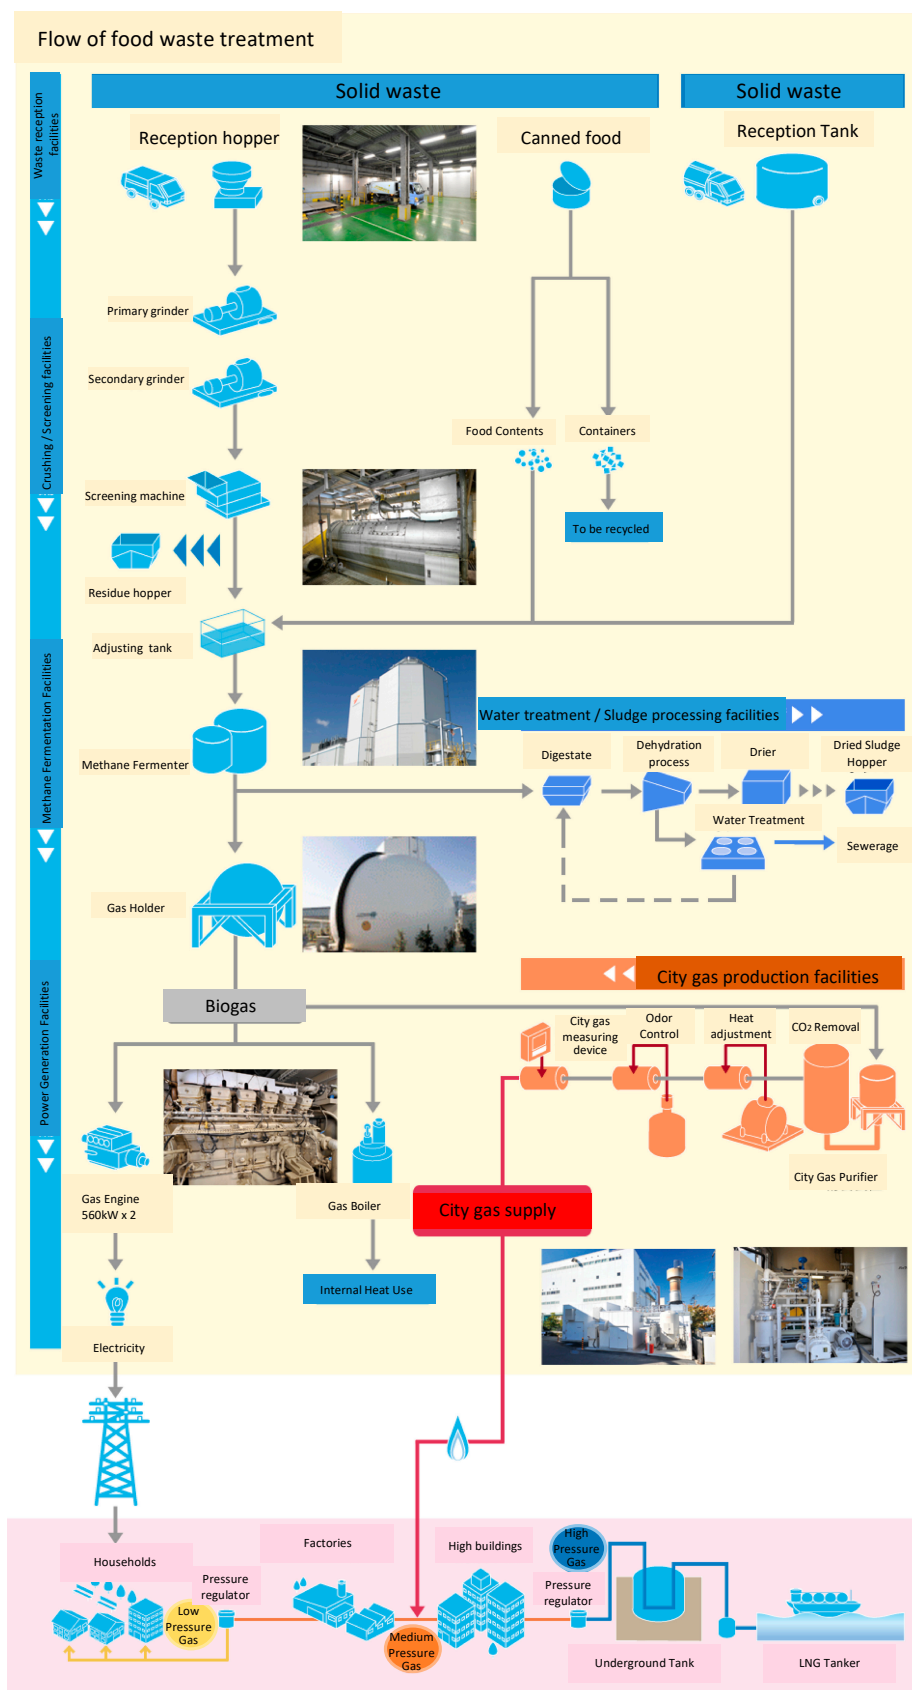 Flow of food waste treatment
Waste reception
facilities
Solid waste
Solid waste
Reception hopper
Canned food
Reception Tank
Primary grinder
Crushing / Screening facilities
Secondary grinder
Food Contents
Containers
Screening machine
To be recycled
Residue hopper
Adjusting tank
Methane Fermentation Facilities
Water treatment / Sludge processing facilities
Digestate
Dehydration
process
Drier
Dried Sludge
Hopper
Methane Fermenter
Water Treatment
Sewerage
Gas Holder
City gas production facilities
Power Generation Facilities
Biogas
City gas
measuring
device
Odor
Control
Heat
adjustment
CO2 Removal
City Gas Purifier
Gas Engine
560kW x 2
Gas Boiler
City gas supply
Internal Heat Use
Electricity
Households
Pressure
regulator
Factories
High buildings
High
Pressure
Gas
Pressure
regulator
Low
Pressure
Gas
Medium
Pressure
Gas
Underground Tank
LNG Tanker